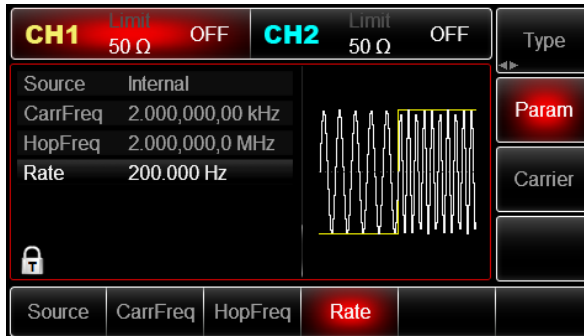 CH1 Limit 50 Ω OFF
CH2 Limit 50 Ω OFF
Type
Source Internal
CarrFreq 2.000,000,00 kHz
HopFreq 2.000,000,0 MHz
Rate 200.000 Hz
T
Param
Carrier
Source CarrFreq HopFreq Rate